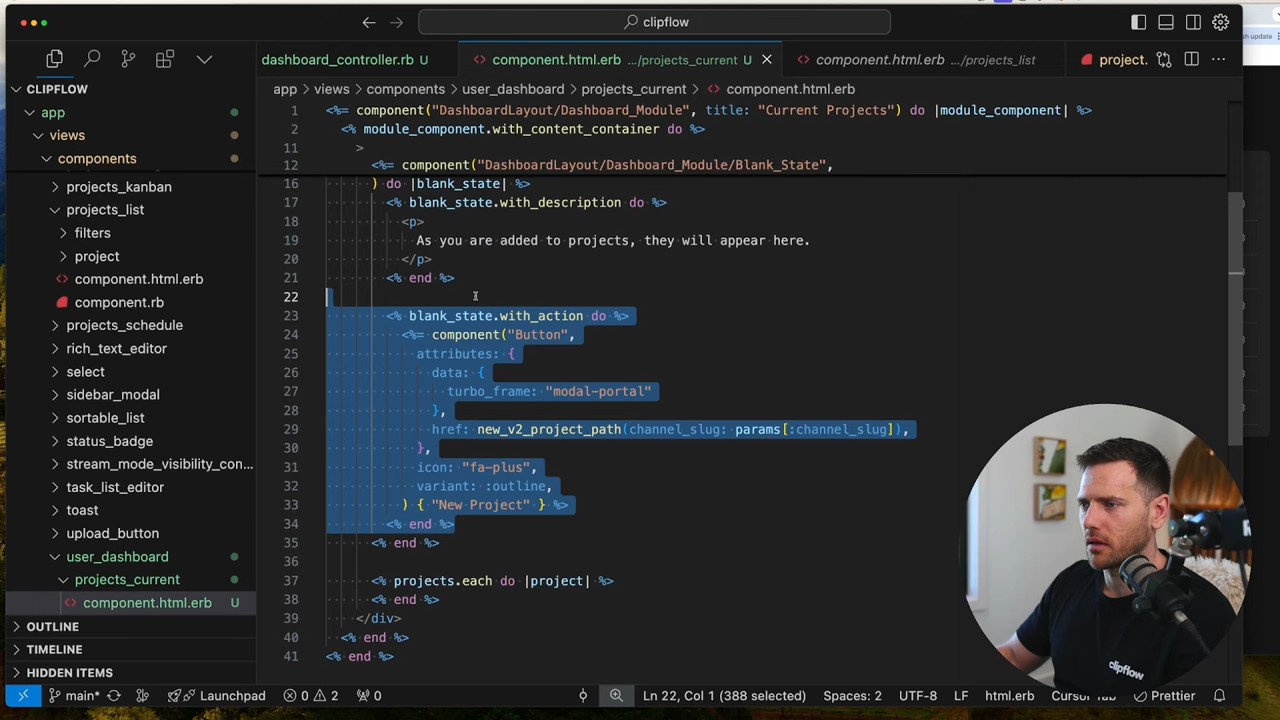 clipflow
sh update
dashboard_controller.rb U
component.html.erb .../projects_current U
component.html.erb .../projects_list
project.
CLIPFLOW
app
views
components
projects_kanban
projects_list
filters
project
component.html.erb
component.rb
projects_schedule
rich_text_editor
select
sidebar_modal
sortable_list
status_badge
stream_mode_visibility_con...
task_list_editor
toast
upload_button
user_dashboard
projects_current
component.html.erb U
OUTLINE
TIMELINE
HIDDEN ITEMS
app > views > components > user_dashboard > projects_current > component.html.erb
1 <%= component("DashboardLayout/Dashboard_Module", title: "Current Projects") do |module_component| %>
2 <% module_component.with_content_container do %>
11 >
12 <%= component("DashboardLayout/Dashboard_Module/Blank_State",
16 ) do |blank_state| %>
17 <% blank_state.with_description do %>
18 <p>
19 As you are added to projects, they will appear here.
20 </p>
21 <% end %>
22
23 <% blank_state.with_action do %>
24 <%= component("Button",
25 attributes: {
26 data: {
27 turbo_frame: "modal-portal"
28 },
29 href: new_v2_project_path(channel_slug: params[:channel_slug]),
30 },
31 icon: "fa-plus",
32 variant: :outline,
33 ) { "New Project" } %>
34 <% end %>
35 <% end %>
36
37 <% projects.each do |project| %>
38 <% end %>
39 </div>
40 <% end %>
41 <% end %>
clipflow
main* Launchpad 0 2 0 Ln 22, Col 1 (388 selected) Spaces: 2 UTF-8 LF html.erb Cursor Tab Prettier